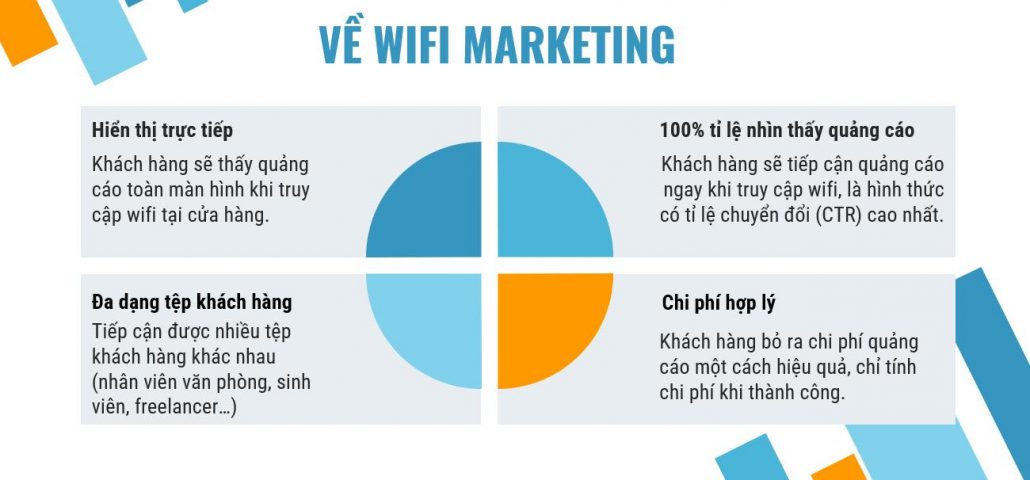 VỀ WIFI MARKETING
Hiển thị trực tiếp
Khách hàng sẽ thấy quảng
cáo toàn màn hình khi truy
cập wifi tại cửa hàng.
100% tỉ lệ nhìn thấy quảng cáo
Khách hàng sẽ tiếp cận quảng cáo
ngay khi truy cập wifi, là hình thức
có tỉ lệ chuyển đổi (CTR) cao nhất.
Đa dạng tệp khách hàng
Tiếp cận được nhiều tệp
khách hàng khác nhau
(nhân viên văn phòng, sinh
viên, freelancer…)
Chi phí hợp lý
Khách hàng bỏ ra chi phí quảng
cáo một cách hiệu quả, chỉ tính
chi phí khi thành công.